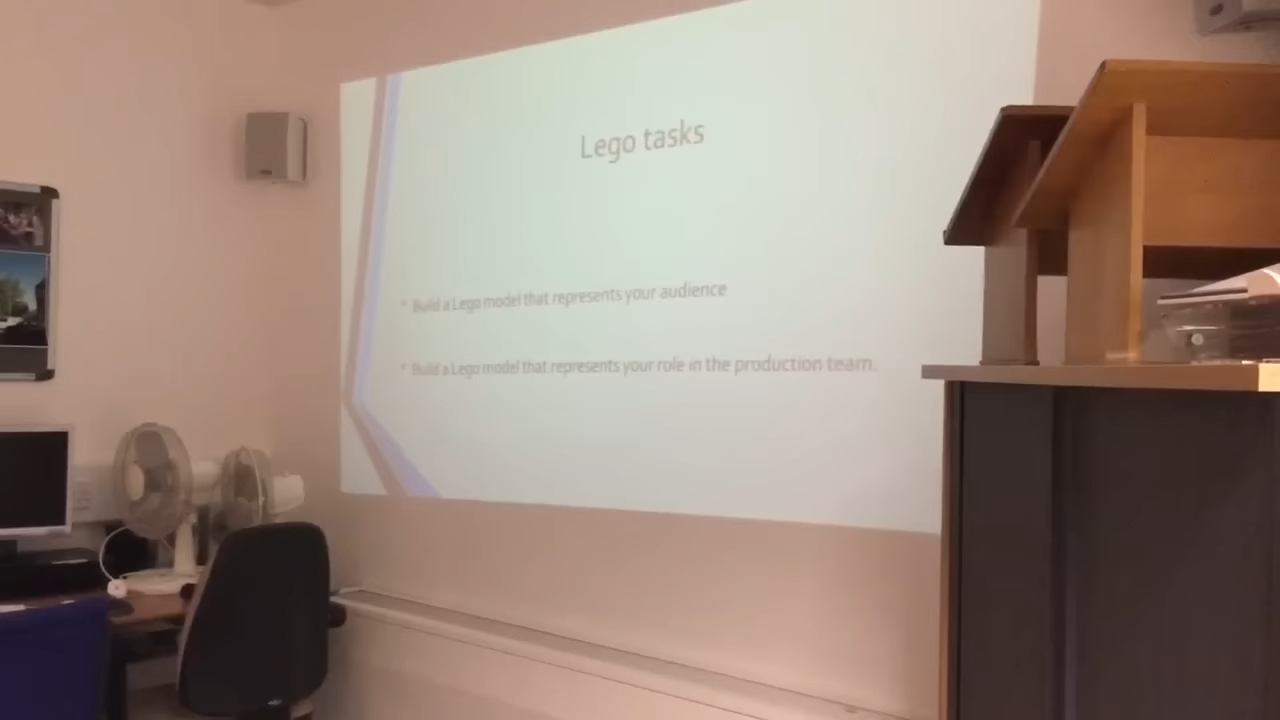 Lego tasks
* Build a Lego model that represents your audience
* Build a Lego model that represents your role in the production team.